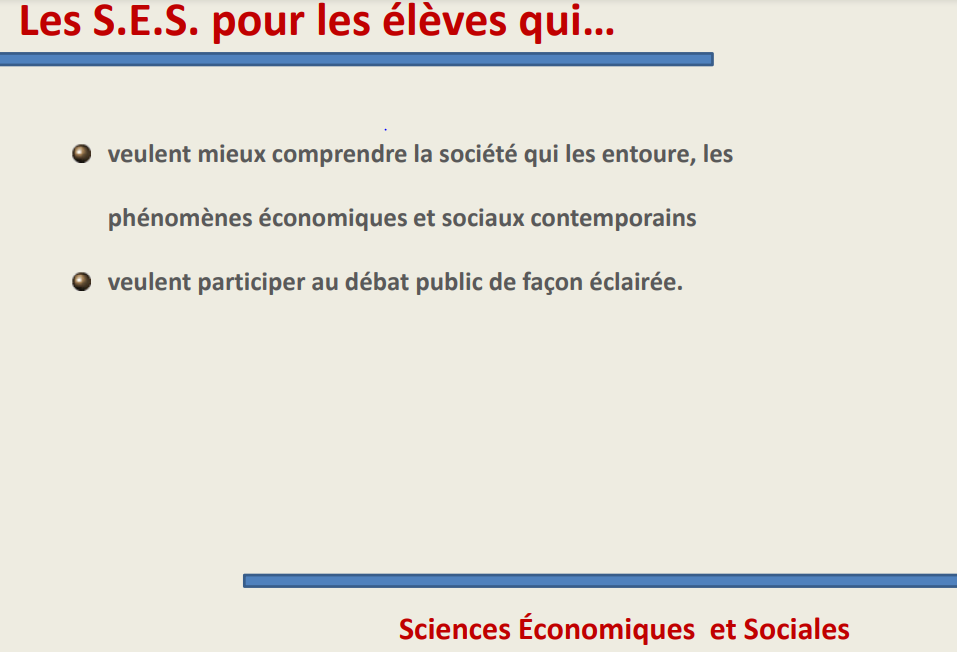 Les S.E.S. pour les élèves qui...
veulent mieux comprendre la société qui les entoure, les
phénomènes économiques et sociaux contemporains
veulent participer au débat public de façon éclairée.
Sciences Économiques et Sociales